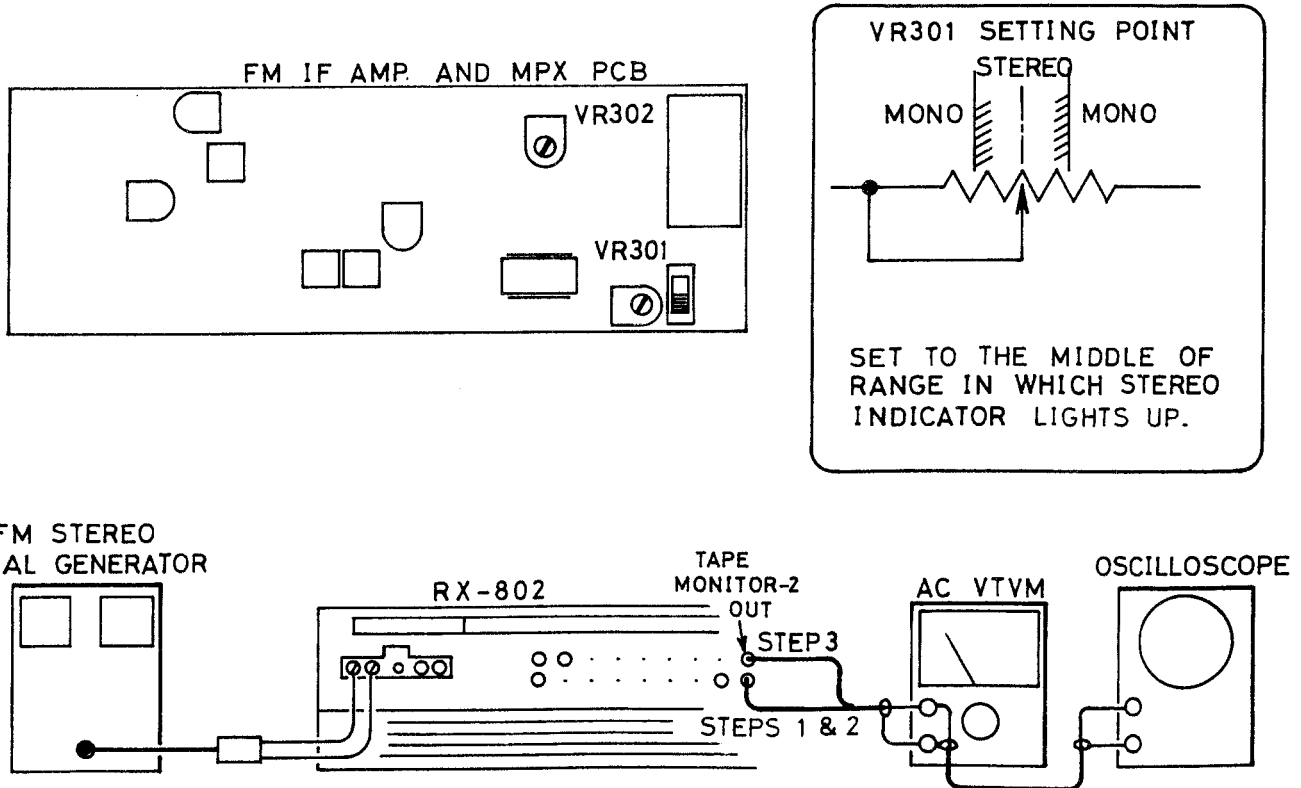 FM IF AMP. AND MPX PCB
VR302
VR301
VR301 SETTING POINT
STEREO
MONO
MONO
SET TO THE MIDDLE OF
RANGE IN WHICH STEREO
INDICATOR LIGHTS UP.
FM STEREO
AL GENERATOR
RX-802
TAPE
MONITOR-2
OUT
STEP 3
STEPS 1 & 2
AC VTVM
OSCILLOSCOPE